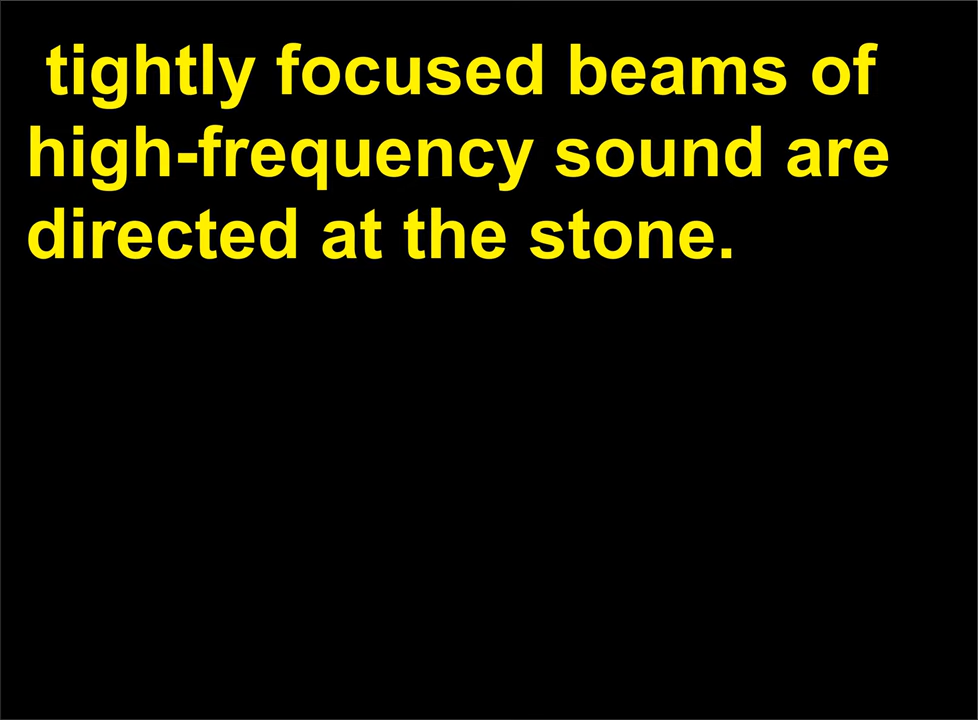 tightly focused beams of
high-frequency sound are
directed at the stone.